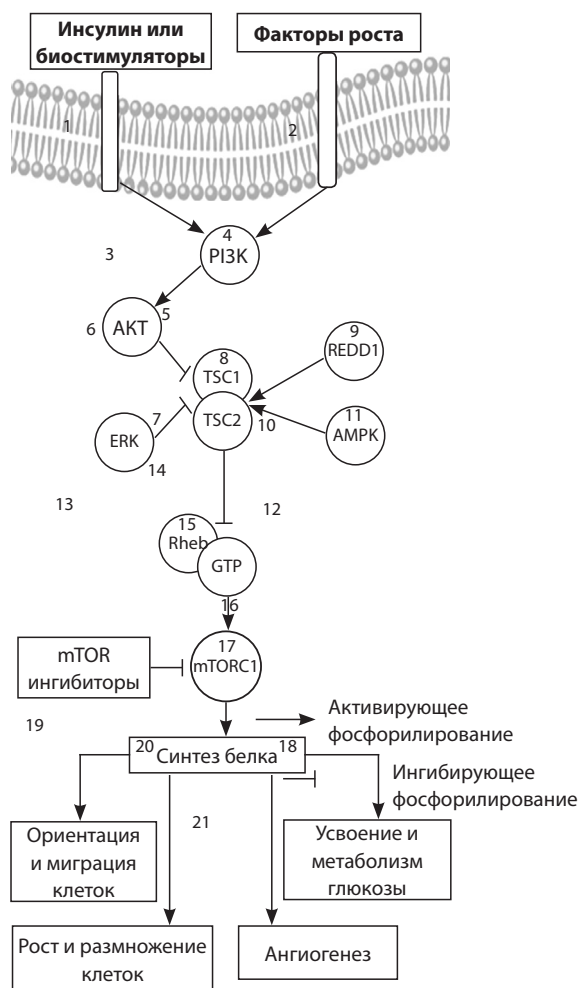 Инсулин или
биостимуляторы
Факторы роста
1
2
3
4
PI3K
5
6
AKT
8
TSC1
9
REDD1
TSC2
10
11
AMPK
7
ERK
14
13
12
15
Rheb
GTP
16
17
mTORC1
mTOR
ингибиторы
19
Активирующее
фосфорилирование
20
Синтез белка
18
Ингибирующее
фосфорилирование
21
Ориентация
и миграция
клеток
Усвоение и
метаболизм
глюкозы
Рост и размножение
клеток
Ангиогенез